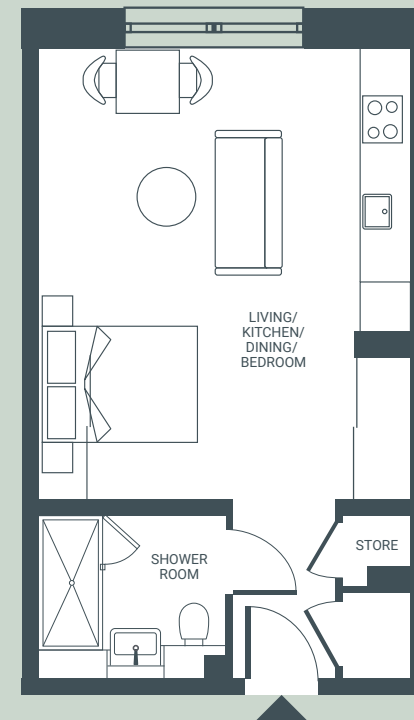 LIVING/
KITCHEN/
DINING/
BEDROOM
SHOWER
ROOM
STORE